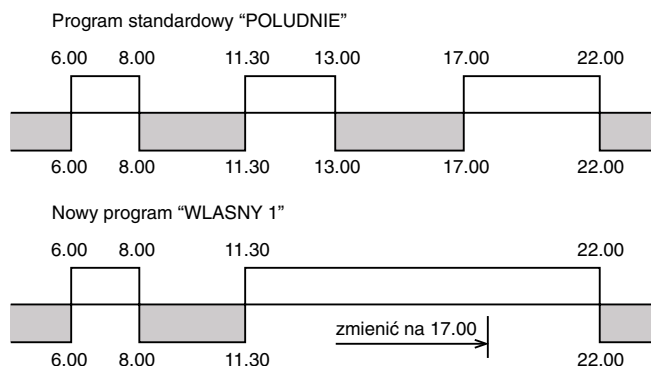 Program standardowy “POLUDNIE”
6.00 8.00 11.30 13.00 17.00 22.00
6.00 8.00 11.30 13.00 17.00 22.00
Nowy program “WLASNY 1”
6.00 8.00 11.30 22.00
zmienić na 17.00
6.00 8.00 11.30 22.00